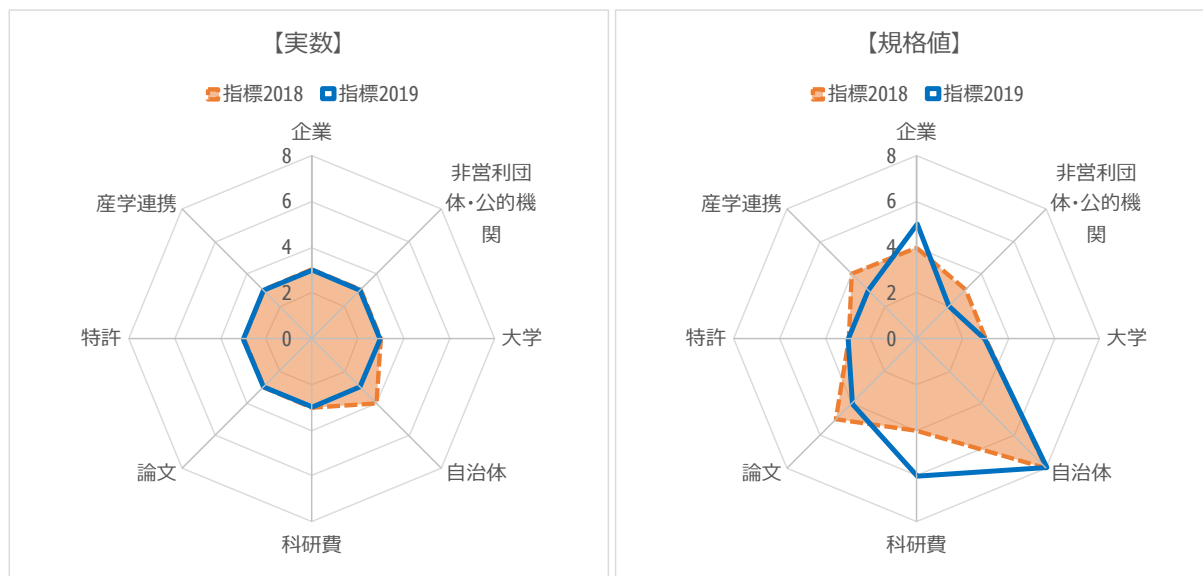 【実数】
指標2018 指標2019
企業
非営利団
体・公的機
関
大学
自治体
科研費
論文
特許
産学連携
8
6
4
2
0
【規格値】
指標2018 指標2019
企業
非営利団
体・公的機
関
大学
自治体
科研費
論文
特許
産学連携
8
6
4
2
0